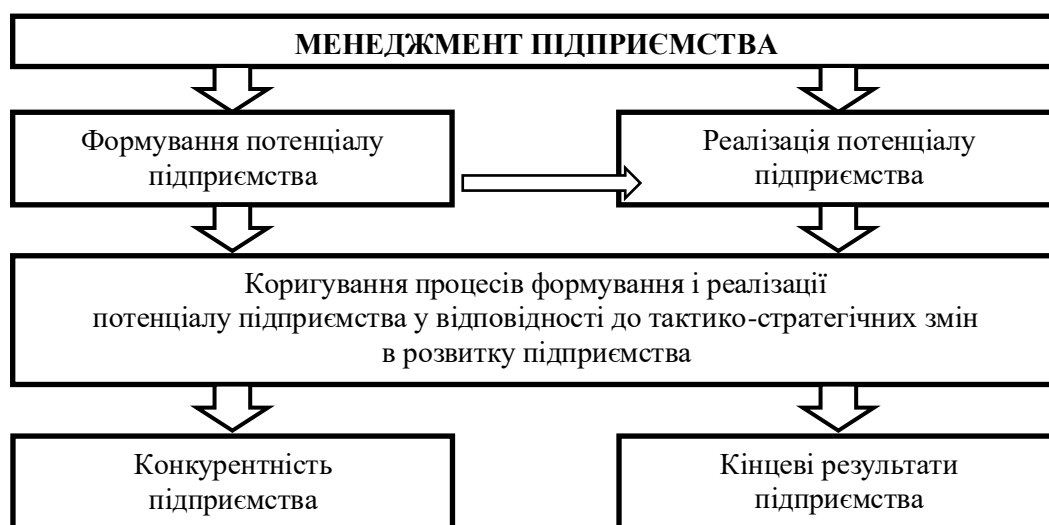 МЕНЕДЖМЕНТ ПІДПРИЄМСТВА
Формування потенціалу
підприємства
Реалізація потенціалу
підприємства
Коригування процесів формування і реалізації
потенціалу підприємства у відповідності до тактико-стратегічних змін
в розвитку підприємства
Конкурентність
підприємства
Кінцеві результати
підприємства